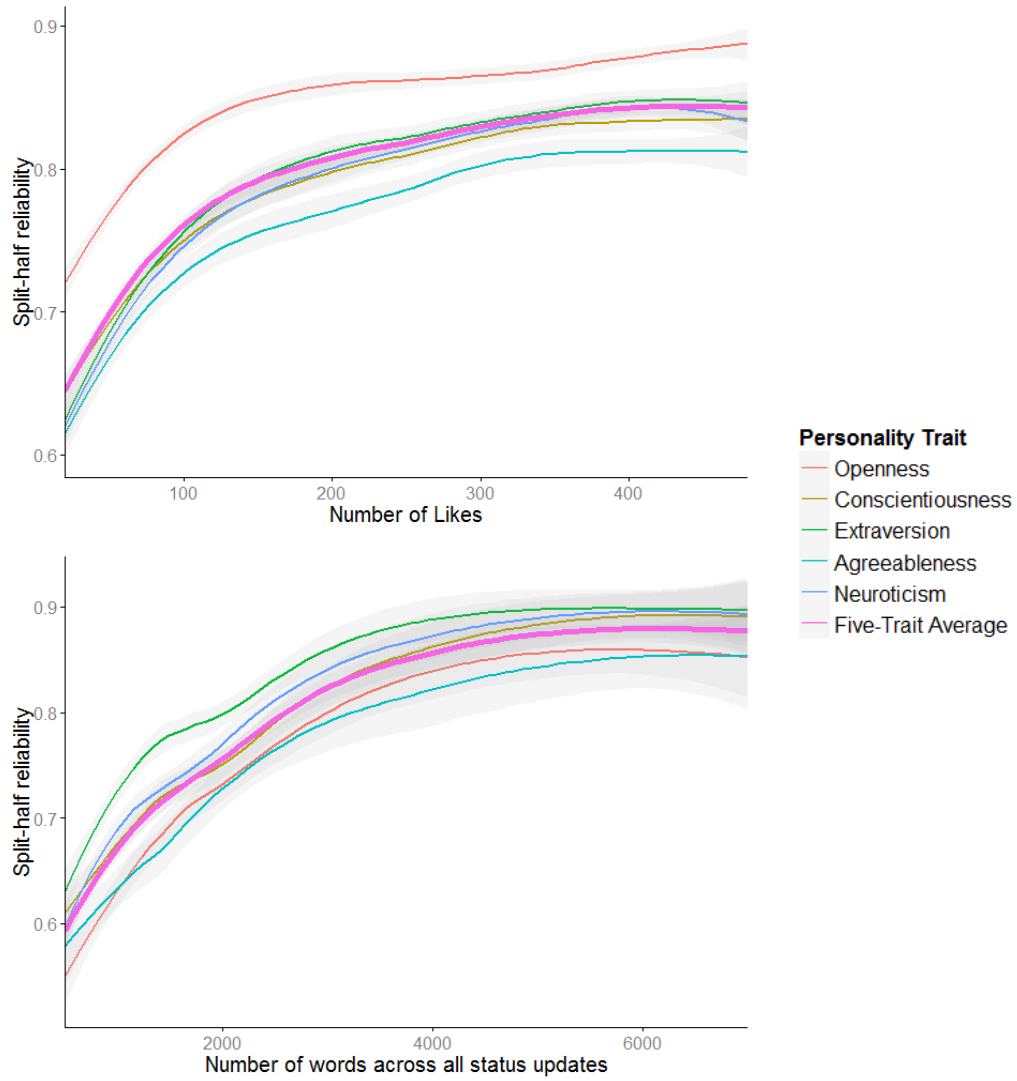 0.9
0.8
0.7
0.6
Split-half reliability
100
200
300
400
Number of Likes
Personality Trait
Openness
Conscientiousness
Extraversion
Agreeableness
Neuroticism
Five-Trait Average
0.9
0.8
0.7
0.6
Split-half reliability
2000
4000
6000
Number of words across all status updates